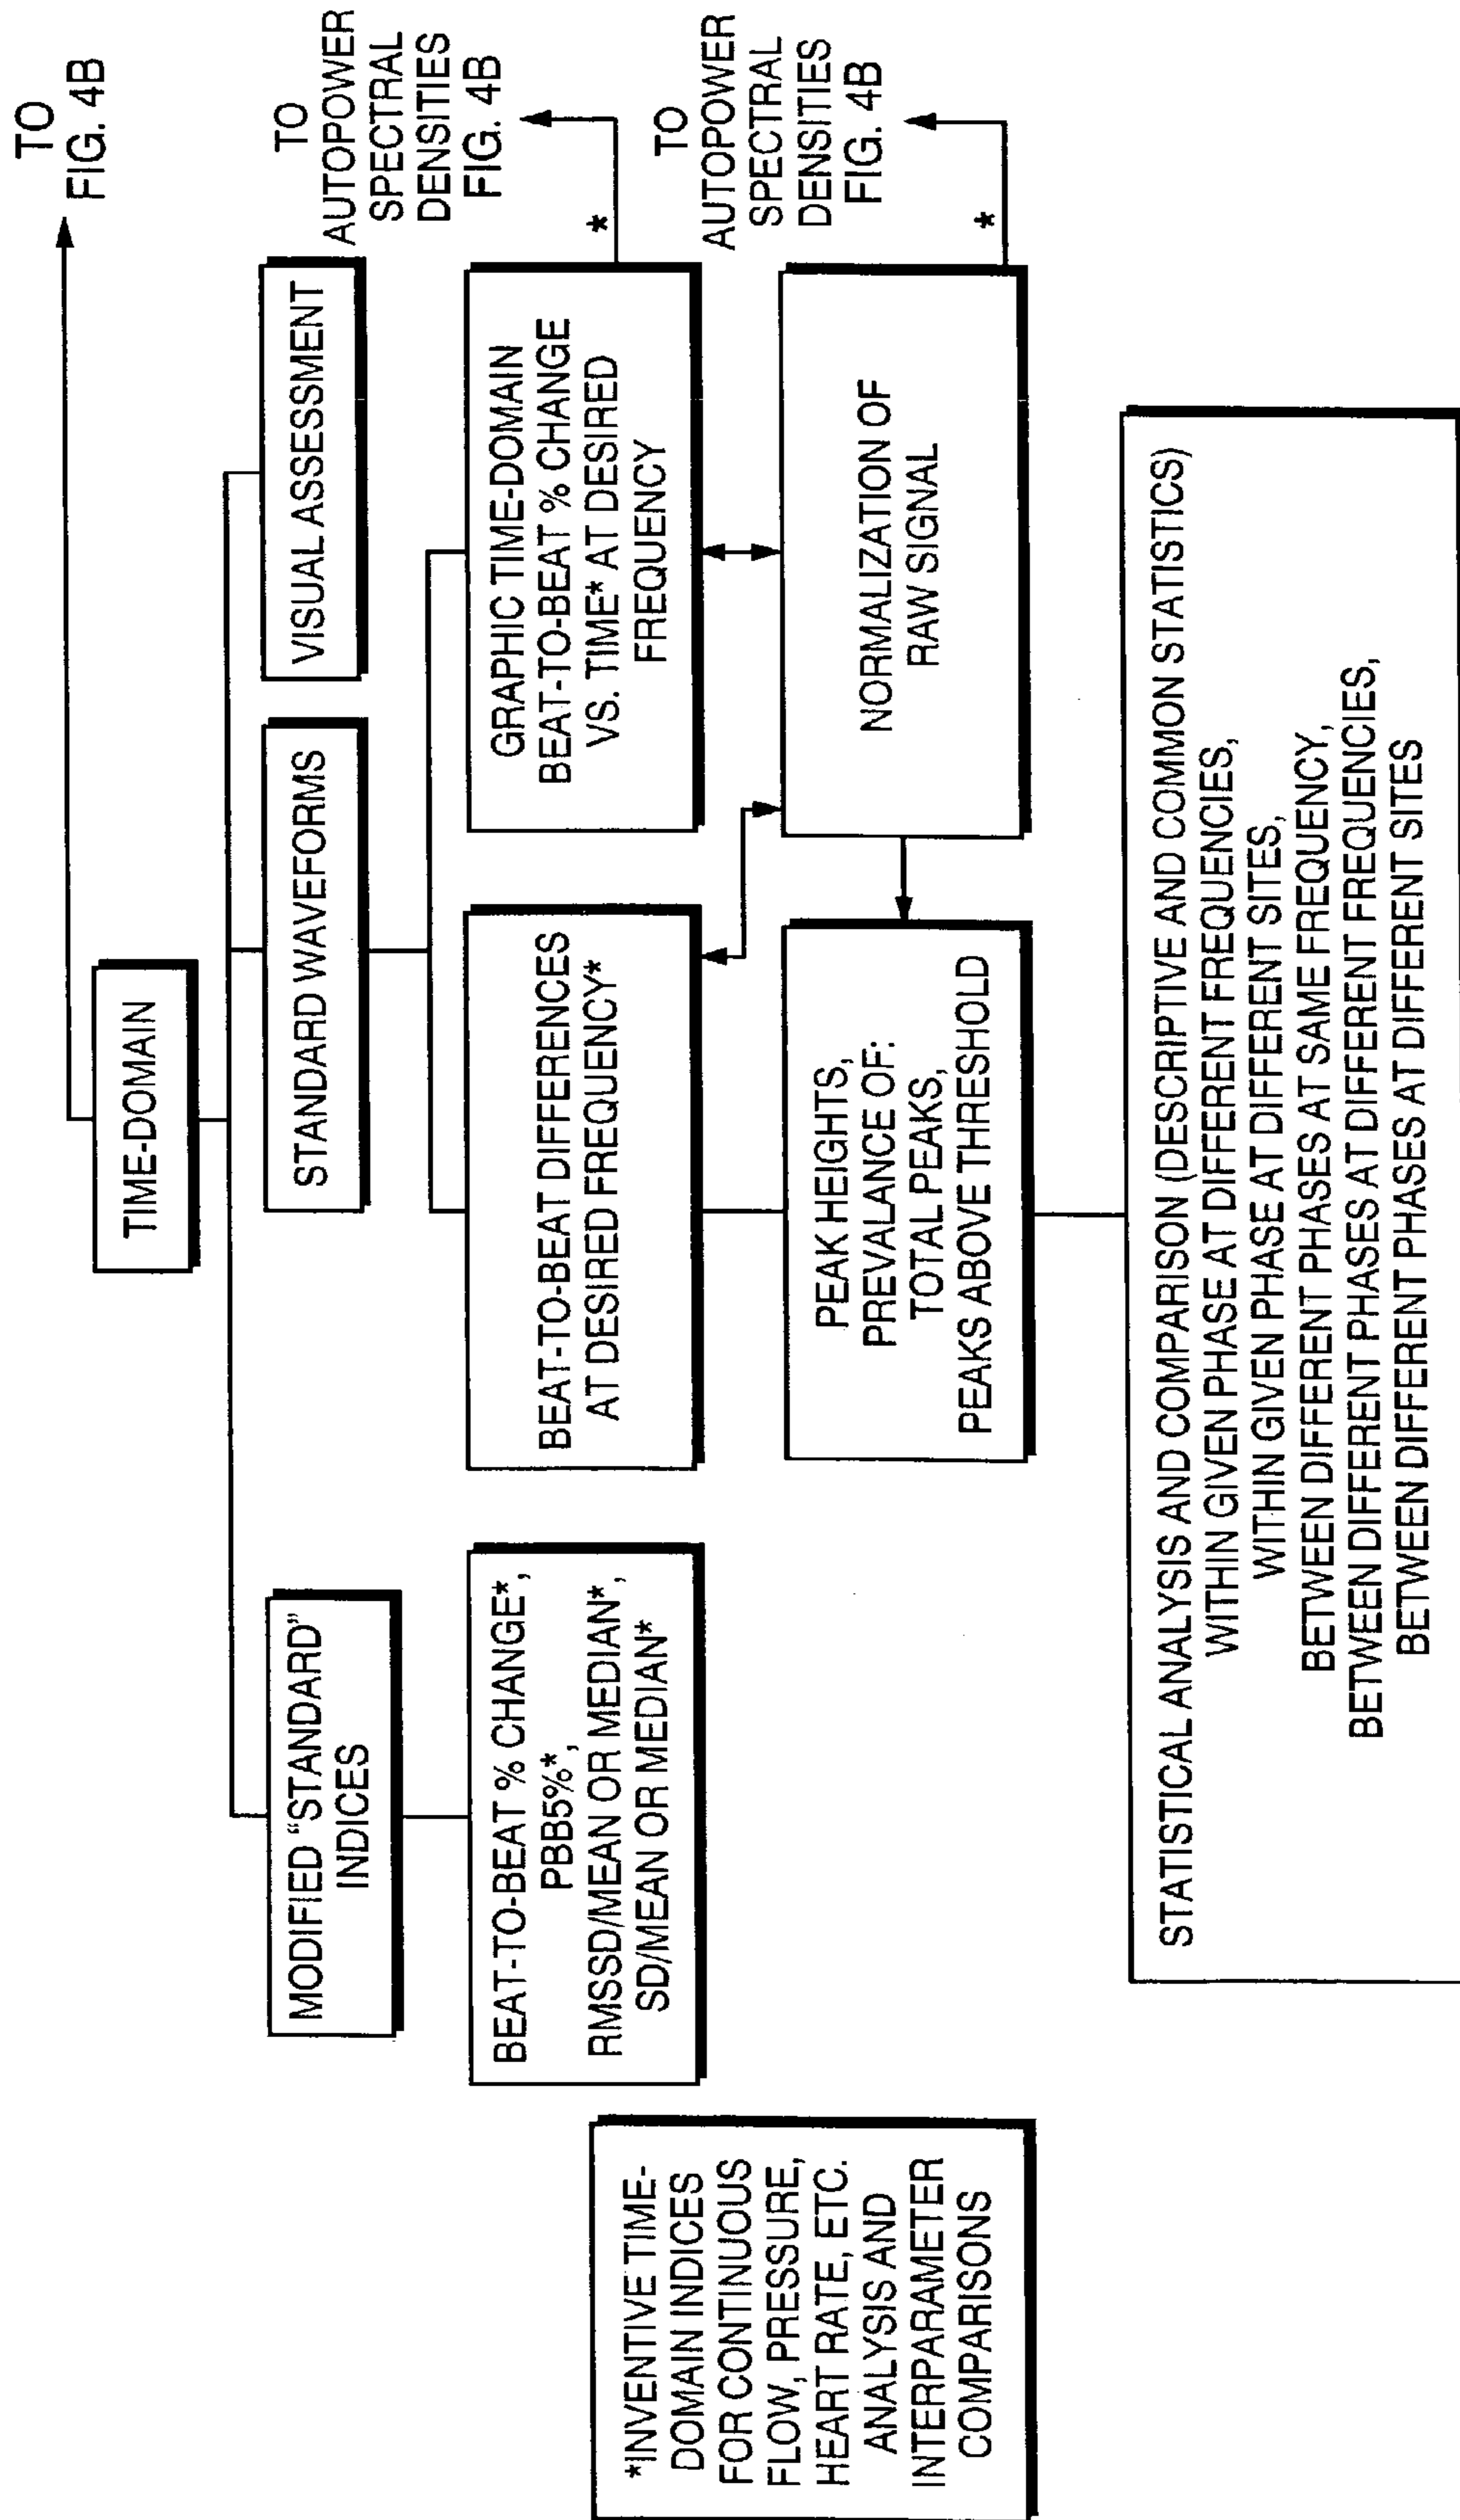 TO
FIG. 4B
TIME-DOMAIN
MODIFIED “STANDARD”
INDICES
STANDARD WAVEFORMS
VISUAL ASSESSMENT
TO
AUTOPOWER
SPECTRAL
DENSITIES
FIG. 4B
BEAT-TO-BEAT % CHANGE*,
PBB5%*,
RMSSD/MEAN OR MEDIAN*,
SD/MEAN OR MEDIAN*
BEAT-TO-BEAT DIFFERENCES
AT DESIRED FREQUENCY*
GRAPHIC TIME-DOMAIN
BEAT-TO-BEAT % CHANGE
VS. TIME* AT DESIRED
FREQUENCY
*
TO
AUTOPOWER
SPECTRAL
DENSITIES
FIG. 4B
*INVENTIVE TIME-
DOMAIN INDICES
FOR CONTINUOUS
FLOW, PRESSURE,
HEART RATE, ETC.
ANALYSIS AND
INTERPARAMETER
COMPARISONS
PEAK HEIGHTS,
PREVALANCE OF:
TOTAL PEAKS,
PEAKS ABOVE THRESHOLD
NORMALIZATION OF
RAW SIGNAL
*
STATISTICAL ANALYSIS AND COMPARISON (DESCRIPTIVE AND COMMON STATISTICS)
WITHIN GIVEN PHASE AT DIFFERENT FREQUENCIES,
WITHIN GIVEN PHASE AT DIFFERENT SITES,
BETWEEN DIFFERENT PHASES AT SAME FREQUENCY,
BETWEEN DIFFERENT PHASES AT DIFFERENT FREQUENCIES,
BETWEEN DIFFERENT PHASES AT DIFFERENT SITES